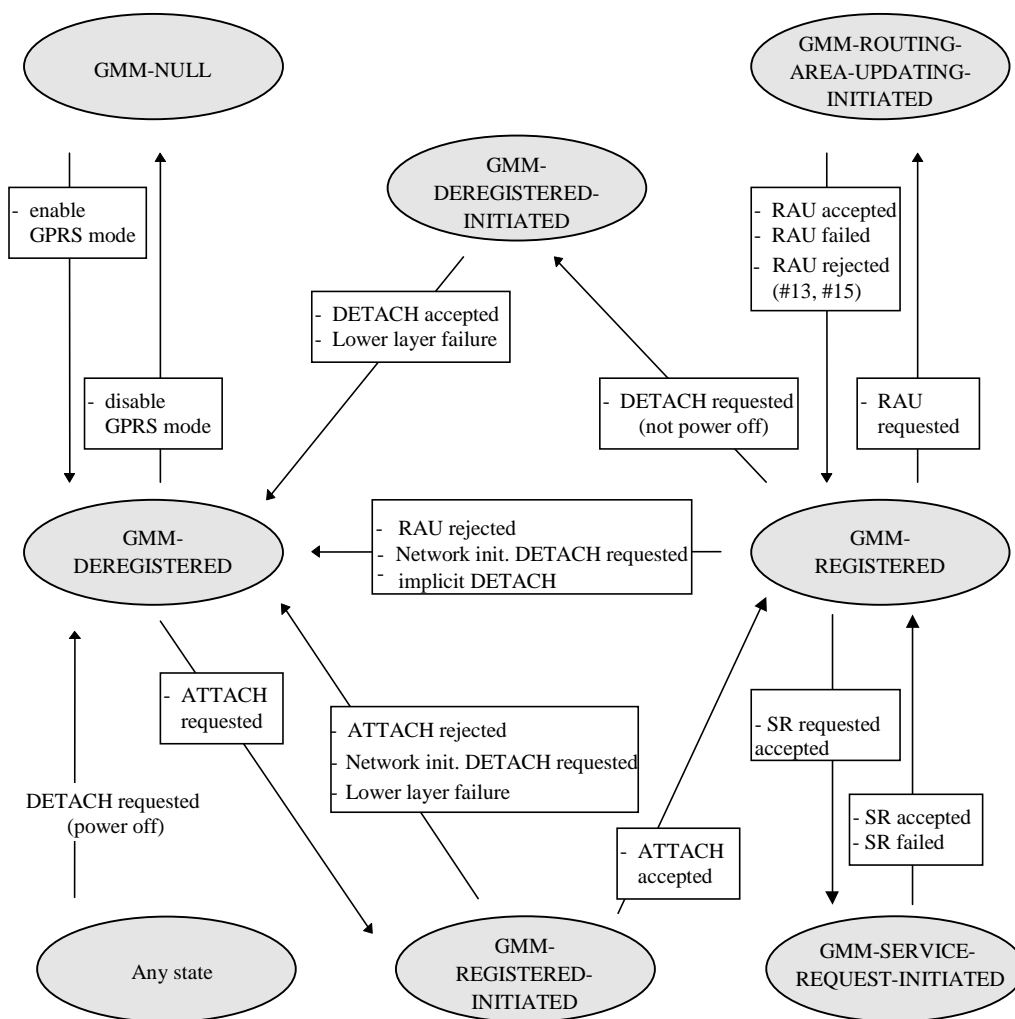 GMM-NULL
GMM-ROUTING-
AREA-UPDATING-
INITIATED
GMM-
DEREGISTERED-
INITIATED
- enable
GPRS mode
- RAU accepted
- RAU failed
- RAU rejected
(#13, #15)
- DETACH accepted
- Lower layer failure
- disable
GPRS mode
- DETACH requested
(not power off)
- RAU
requested
GMM-
DEREGISTERED
- RAU rejected
- Network init. DETACH requested
- implicit DETACH
GMM-
REGISTERED
- ATTACH
requested
- ATTACH rejected
- Network init. DETACH requested
- Lower layer failure
- SR requested
accepted
DETACH requested
(power off)
- ATTACH
accepted
- SR accepted
- SR failed
Any state
GMM-
REGISTERED-
INITIATED
GMM-SERVICE-
REQUEST-INITIATED